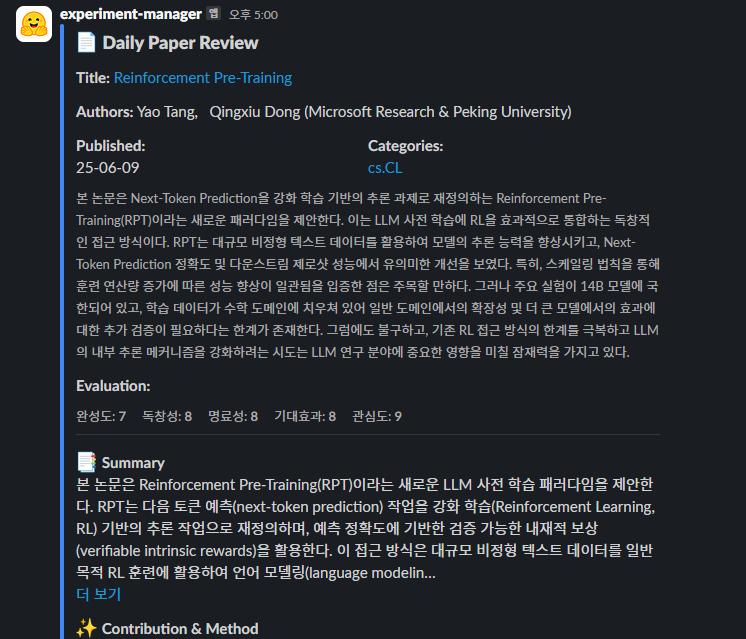 experiment-manager 앱 오후 5:00
Daily Paper Review
Title: Reinforcement Pre-Training
Authors: Yao Tang, Qingxiu Dong (Microsoft Research & Peking University)
Published: Categories:
25-06-09 cs.CL
본 논문은 Next-Token Prediction을 강화 학습 기반의 추론 과제로 재정의하는 Reinforcement Pre-
Training(RPT)이라는 새로운 패러다임을 제안한다. 이는 LLM 사전 학습에 RL을 효과적으로 통합하는 독창적
인 접근 방식이다. RPT는 대규모 비정형 텍스트 데이터를 활용하여 모델의 추론 능력을 향상시키고, Next-
Token Prediction 정확도 및 다운스트림 제로샷 성능에서 유의미한 개선을 보였다. 특히, 스케일링 법칙을 통해
훈련 연산량 증가에 따른 성능 향상이 일관됨을 입증한 점은 주목할 만하다. 그러나 주요 실험이 14B 모델에 국
한되어 있고, 학습 데이터가 수학 도메인에 치우쳐 있어 일반 도메인에서의 확장성 및 더 큰 모델에서의 효과에
대한 추가 검증이 필요하다는 한계가 존재한다. 그럼에도 불구하고, 기존 RL 접근 방식의 한계를 극복하고 LLM
의 내부 추론 메커니즘을 강화하려는 시도는 LLM 연구 분야에 중요한 영향을 미칠 잠재력을 가지고 있다.
Evaluation:
완성도: 7 독창성: 8 명료성: 8 기대효과: 8 관심도: 9
Summary
본 논문은 Reinforcement Pre-Training(RPT)이라는 새로운 LLM 사전 학습 패러다임을 제안한
다. RPT는 다음 토큰 예측(next-token prediction) 작업을 강화 학습(Reinforcement Learning,
RL) 기반의 추론 작업으로 재정의하며, 예측 정확도에 기반한 검증 가능한 내재적 보상
(verifiable intrinsic rewards)을 활용한다. 이 접근 방식은 대규모 비정형 텍스트 데이터를 일반
목적 RL 훈련에 활용하여 언어 모델링(language modelin...
더 보기
Contribution & Method